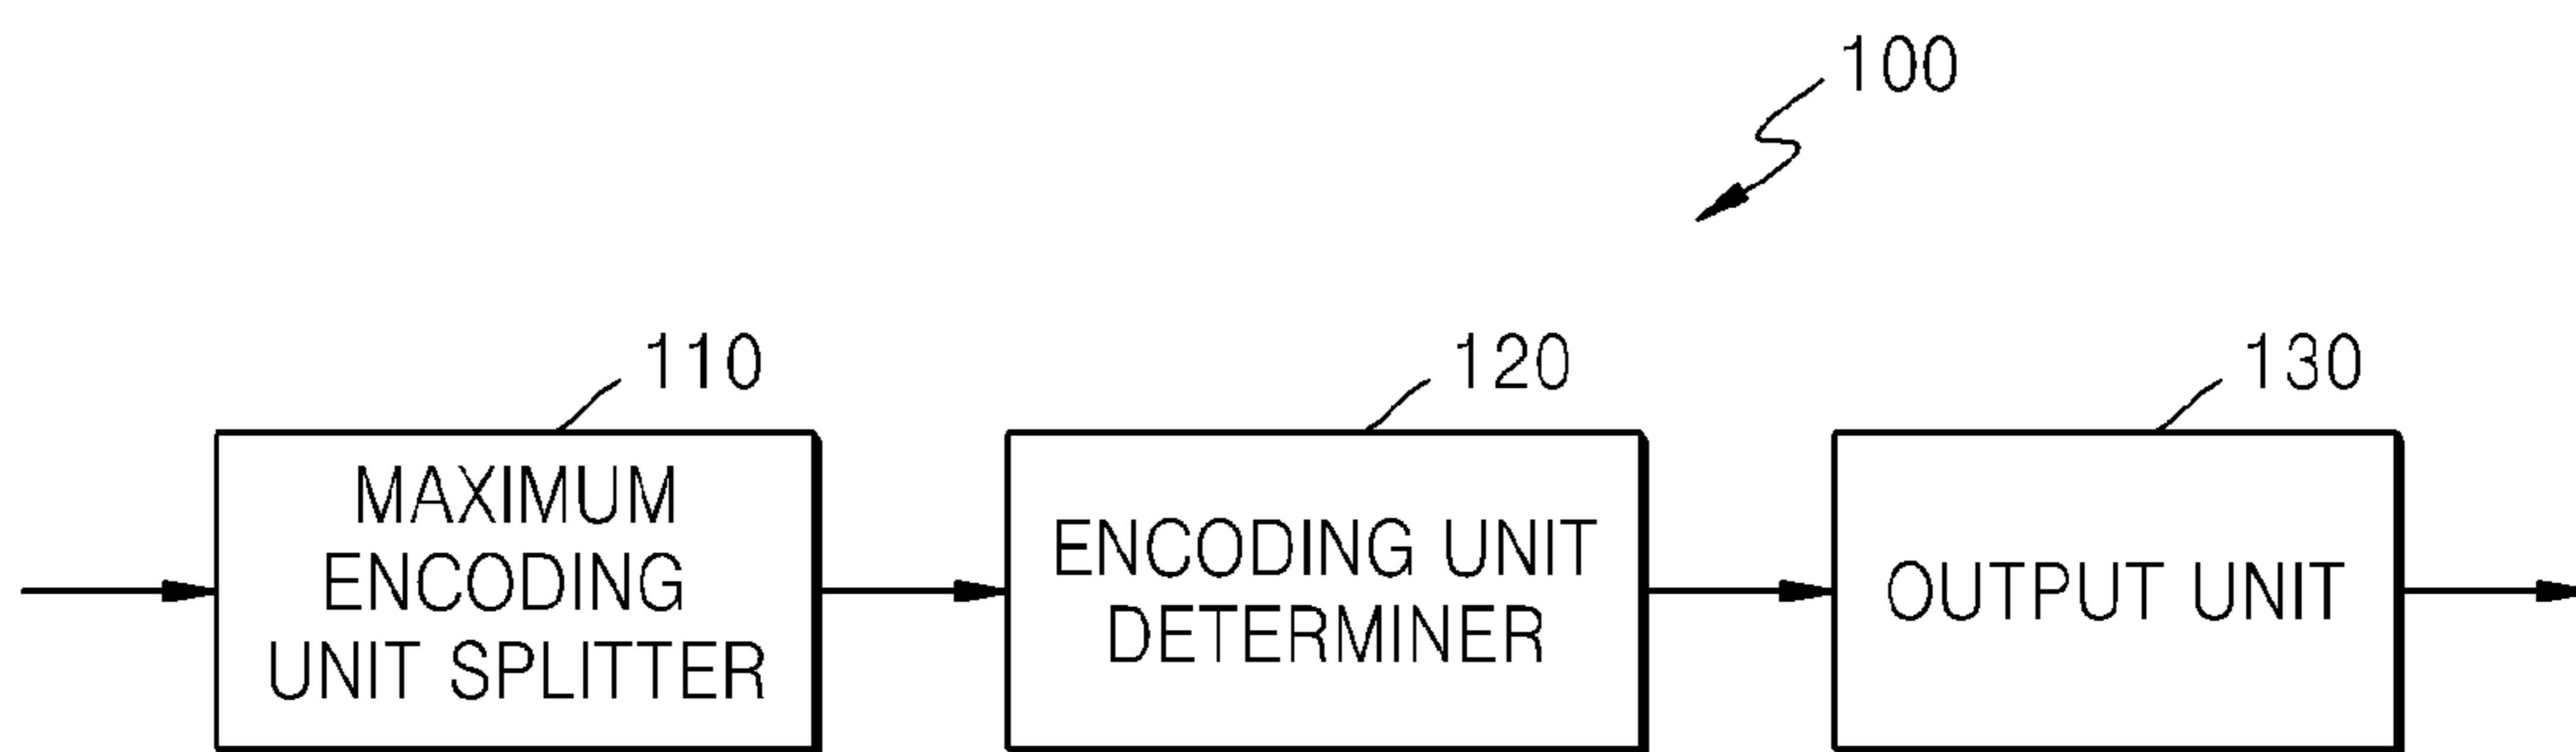 100
110
120
130
MAXIMUM
ENCODING
UNIT SPLITTER
ENCODING UNIT
DETERMINER
OUTPUT UNIT